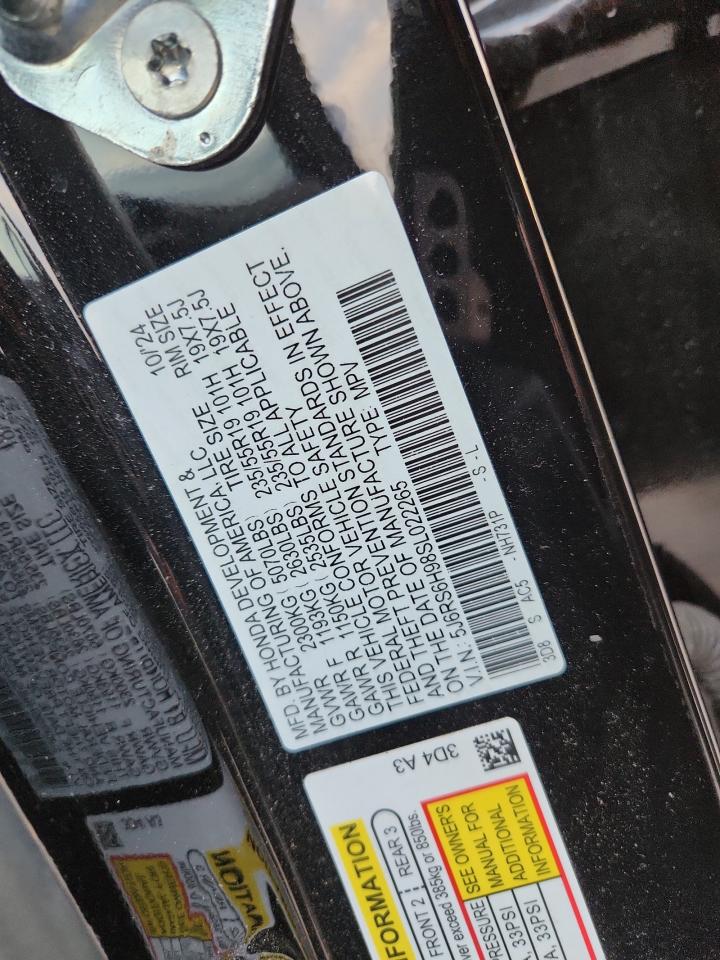 MFD BY HONDA DEVELOPMENT &
MANUFACTURING OF AMERICA, LLC 10/24
GVWR 2300KG ( 5070LBS) TIRE SIZE RIM SIZE
GAWR F 1193KG ( 2630LBS) 235/55R19 101H 19X7.5J
GAWR R 1150KG ( 2535LBS) 235/55R19 101H 19X7.5J
THIS VEHICLE CONFORMS TO ALL APPLICABLE
FEDERAL MOTOR VEHICLE SAFETY
AND THEFT PREVENTION STANDARDS IN EFFECT
ON THE DATE OF MANUFACTURE SHOWN ABOVE.
V.I.N.: 5J6RS6H98SL022265 TYPE: MPV
3D8 S AC5 -NH731P - S - L
3D4 A3
FORMATION
FRONT 2 REAR 3
ver exceed 385kg or 850lbs.
PRESSURE SEE OWNER'S
, 33PSI MANUAL FOR
, 33PSI ADDITIONAL
INFORMATION